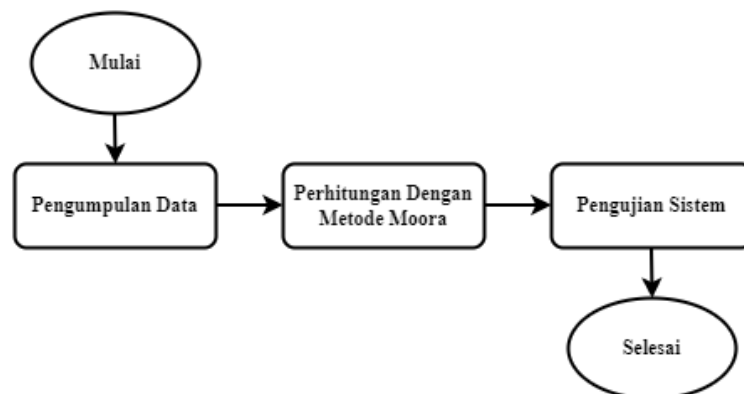 Mulai
Pengumpulan Data
Perhitungan Dengan
Metode Moora
Pengujian Sistem
Selesai